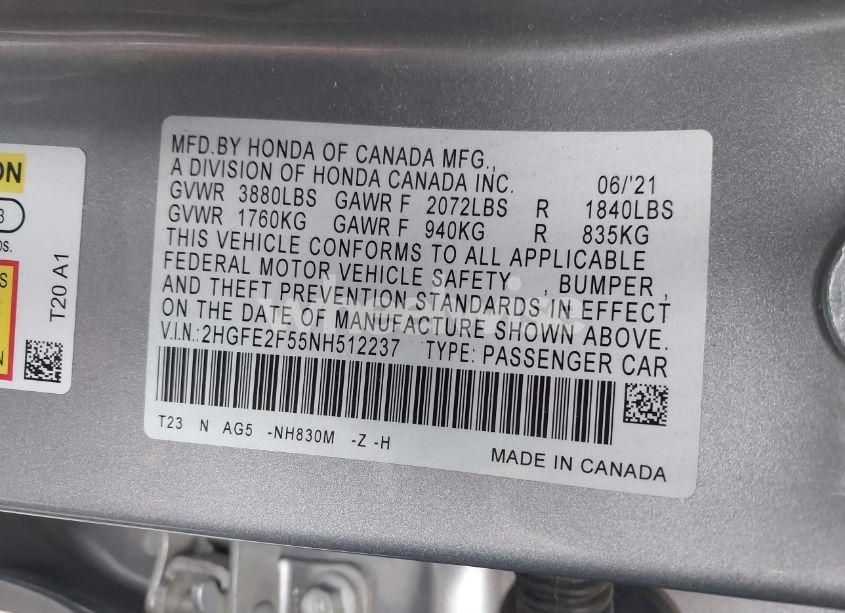 MFD.BY HONDA OF CANADA MFG.,
A DIVISION OF HONDA CANADA INC. 06/'21
GVWR 3880LBS GAWR F 2072LBS R 1840LBS
GVWR 1760KG GAWR F 940KG R 835KG
THIS VEHICLE CONFORMS TO ALL APPLICABLE
FEDERAL MOTOR VEHICLE SAFETY , BUMPER ,
AND THEFT PREVENTION STANDARDS IN EFFECT
ON THE DATE OF MANUFACTURE SHOWN ABOVE.
V.I.N.:2HGFE2F55NH512237 TYPE: PASSENGER CAR
T23 N AG5 -NH830M -Z -H
MADE IN CANADA
T20 A1